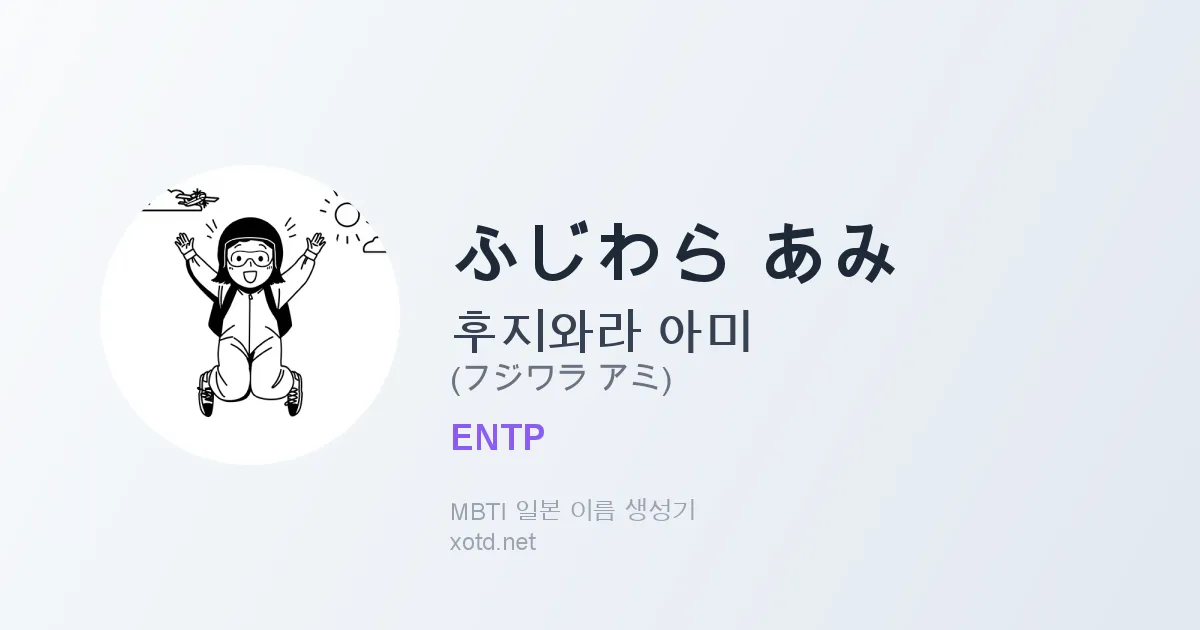 ふじわら あみ
후지와라 아미
(フジワラ アミ)
ENTP
MBTI 일본 이름 생성기
xotd.net